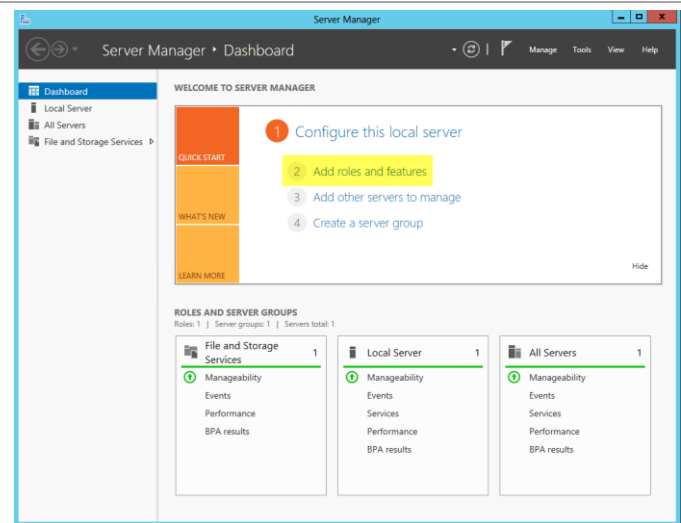 Server Manager
Server Manager • Dashboard
Manage Tools View Help
Dashboard
Local Server
All Servers
File and Storage Services
WELCOME TO SERVER MANAGER
QUICK START
WHAT'S NEW
LEARN MORE
1 Configure this local server
2 Add roles and features
3 Add other servers to manage
4 Create a server group
Hide
ROLES AND SERVER GROUPS
Roles: 1 | Server groups: 1 | Servers total: 1
File and Storage
Services 1
Manageability
Events
Performance
BPA results
Local Server 1
Manageability
Events
Services
Performance
BPA results
All Servers 1
Manageability
Events
Services
Performance
BPA results